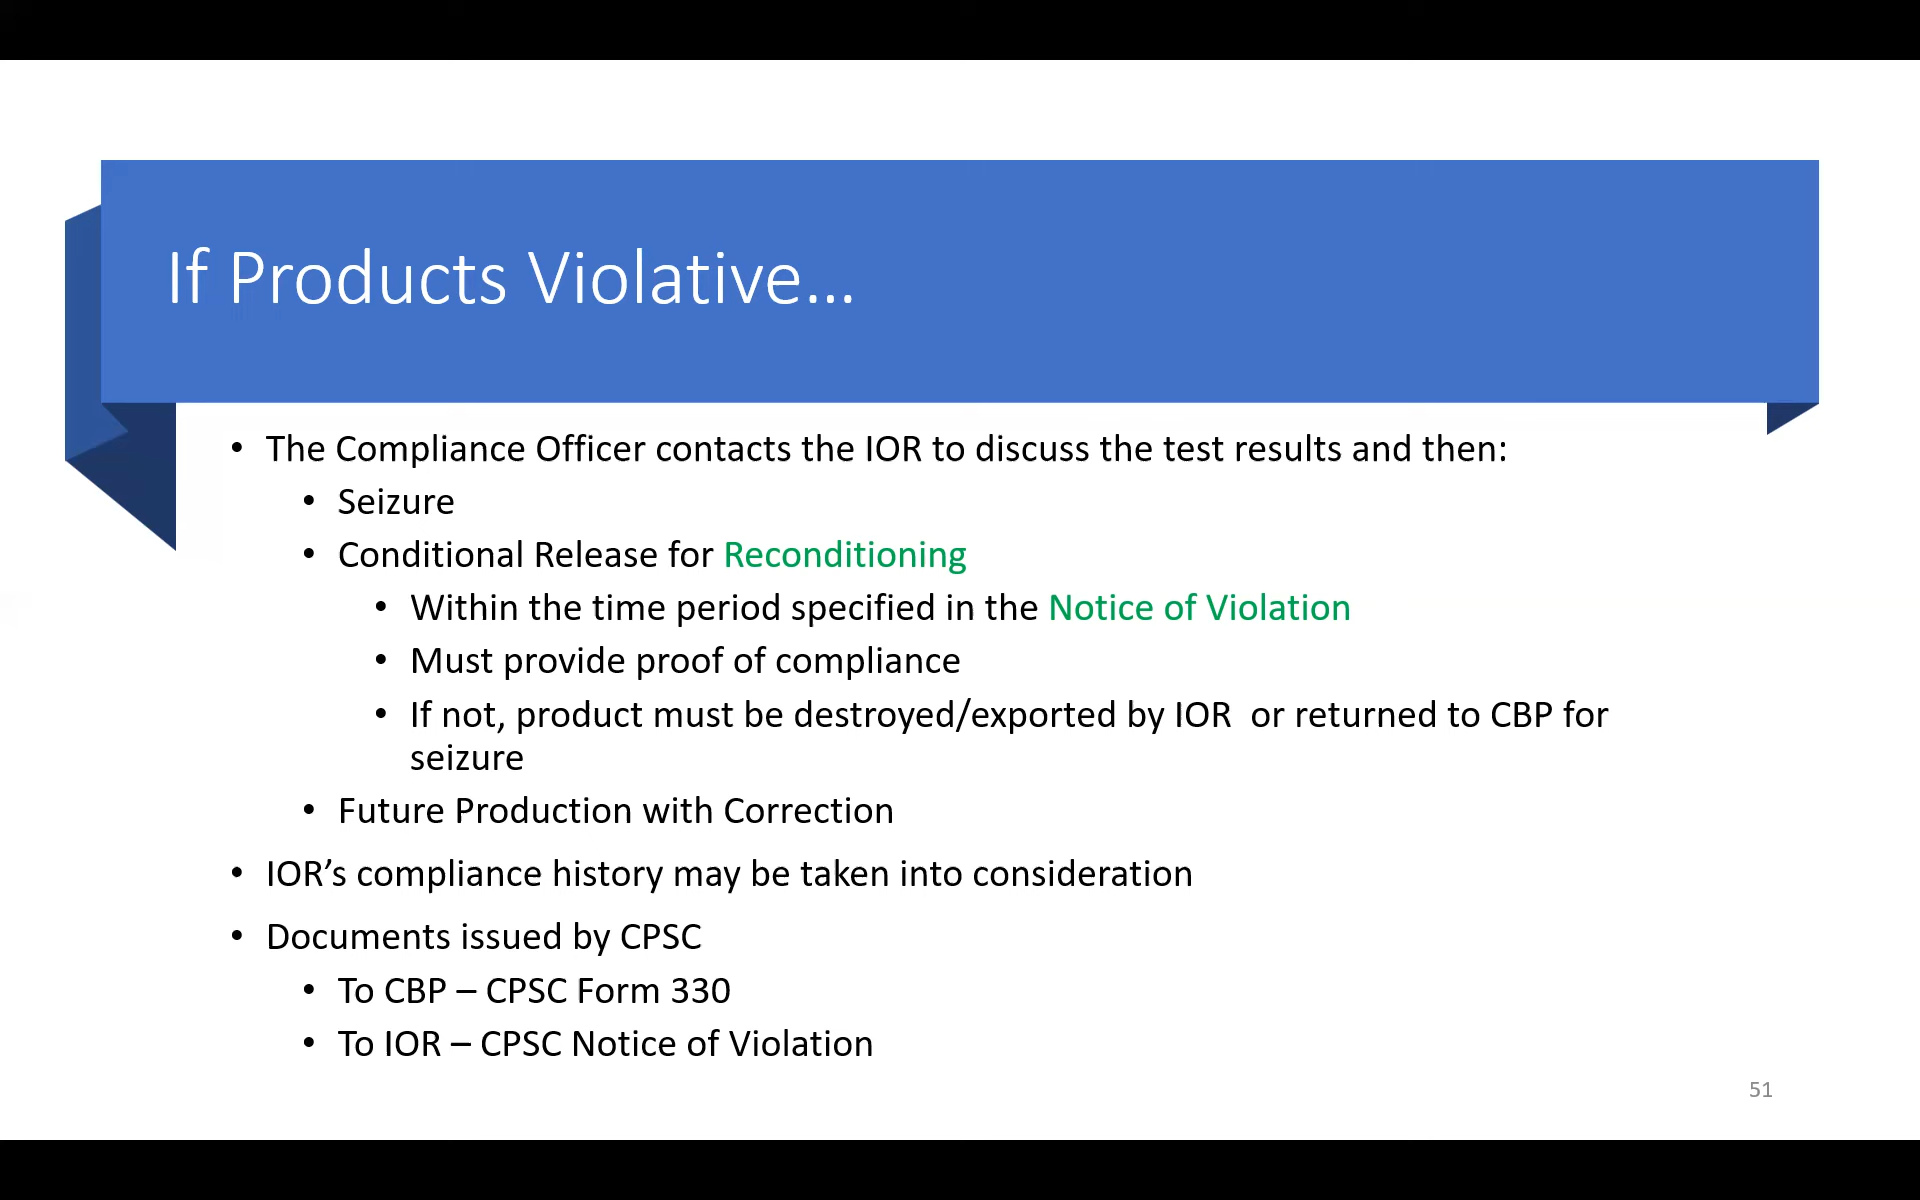 If Products Violative...
• The Compliance Officer contacts the IOR to discuss the test results and then:
• Seizure
• Conditional Release for Reconditioning
• Within the time period specified in the Notice of Violation
• Must provide proof of compliance
• If not, product must be destroyed/exported by IOR  or returned to CBP for
seizure
• Future Production with Correction
• IOR’s compliance history may be taken into consideration
• Documents issued by CPSC
• To CBP – CPSC Form 330
• To IOR – CPSC Notice of Violation
51